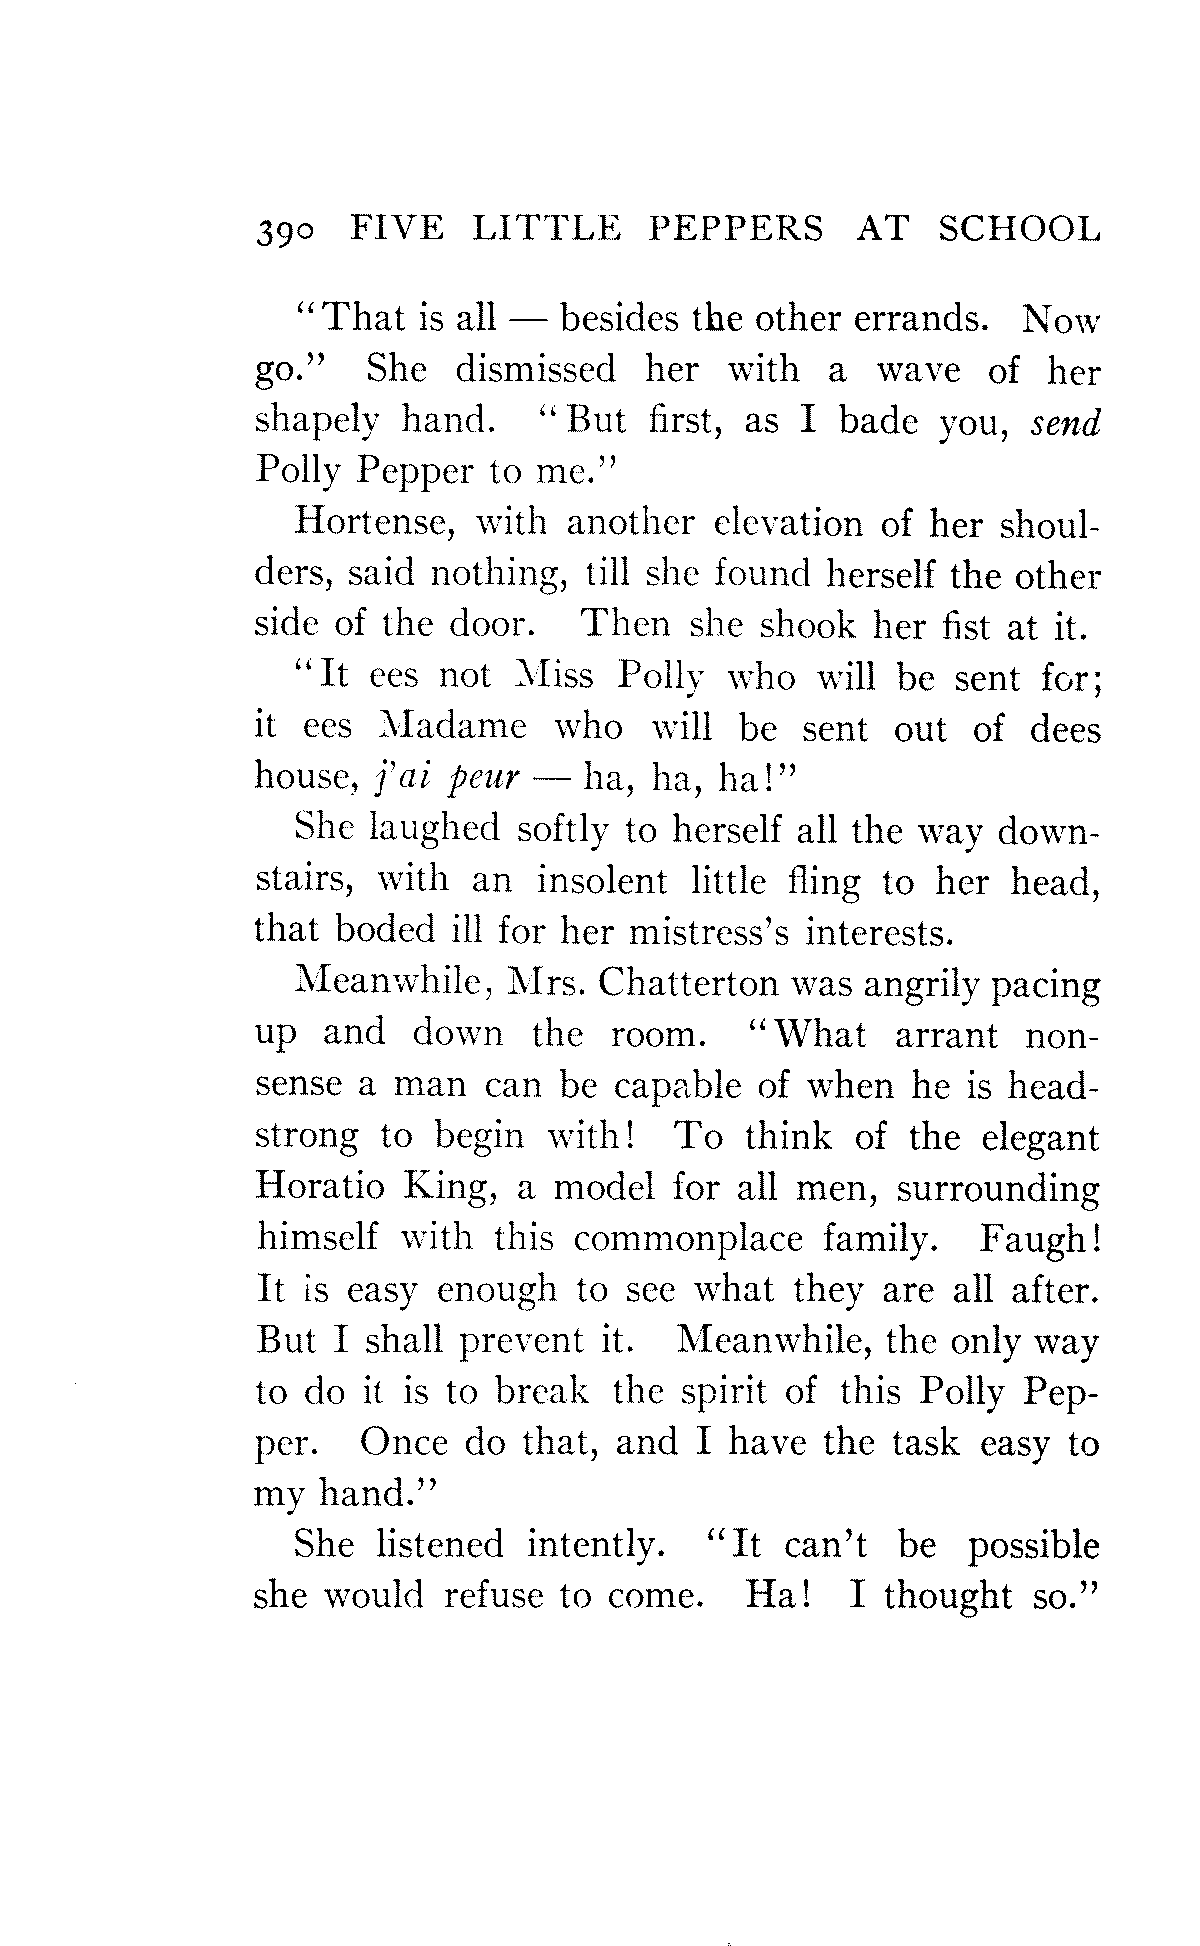 390 FIVE LITTLE PEPPERS AT SCHOOL
"That is all — besides the other errands. Now
go." She dismissed her with a wave of her
shapely hand. "But first, as I bade you, send
Polly Pepper to me."
Hortense, with another elevation of her shoul-
ders, said nothing, till she found herself the other
side of the door. Then she shook her fist at it.
"It ees not Miss Polly who will be sent for;
it ees Madame who will be sent out of dees
house, j'ai peur — ha, ha, ha!"
She laughed softly to herself all the way down-
stairs, with an insolent little fling to her head,
that boded ill for her mistress's interests.
Meanwhile, Mrs. Chatterton was angrily pacing
up and down the room. "What arrant non-
sense a man can be capable of when he is head-
strong to begin with! To think of the elegant
Horatio King, a model for all men, surrounding
himself with this commonplace family. Faugh!
It is easy enough to see what they are all after.
But I shall prevent it. Meanwhile, the only way
to do it is to break the spirit of this Polly Pep-
per. Once do that, and I have the task easy to
my hand."
She listened intently. "It can't be possible
she would refuse to come. Ha! I thought so."